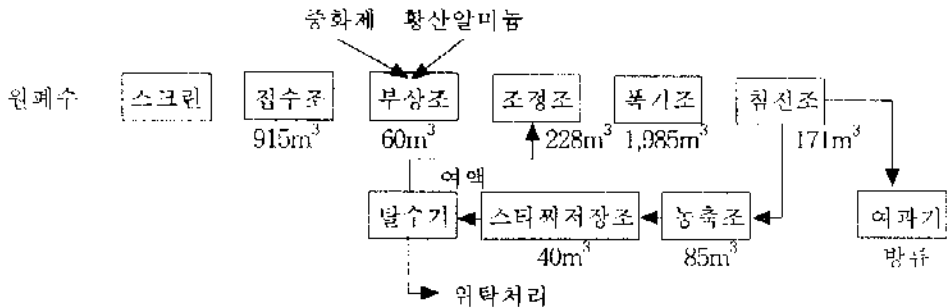 중화제 황산알미늄
원폐수 스크린 집수조 부상조 조정조 폭기조 침전조
915m³ 60m³ 228m³ 1,985m³ 171m³
여액
탈수기 스티찌저장조 농축조 여과기
40m³ 85m³ 방류
위탁처리